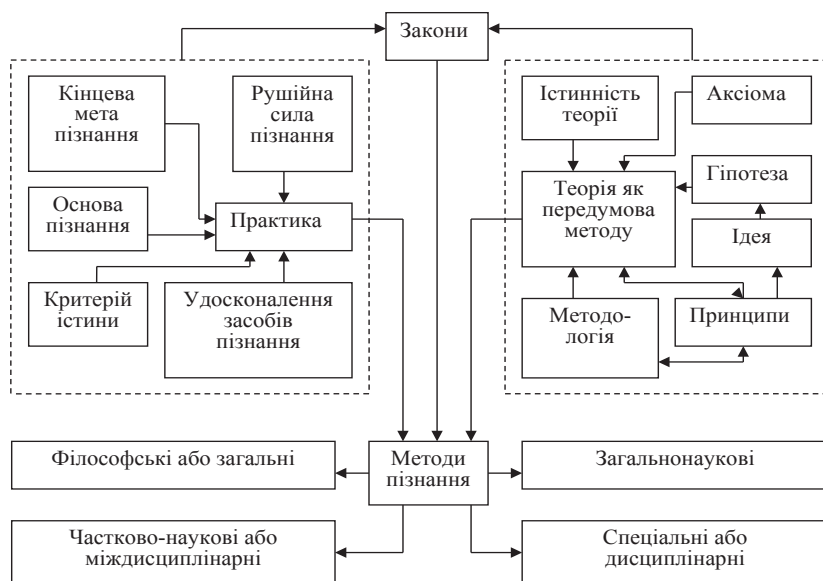 Закони
Кінцева
мета
пізнання
Рушійна
сила
пізнання
Основа
пізнання
Практика
Критерій
істини
Удосконалення
засобів
пізнання
Істинність
теорії
Аксіома
Теорія як
передумова
методу
Гіпотеза
Ідея
Методо-
логія
Принципи
Філософські або загальні
Методи
пізнання
Загальнонаукові
Частково-наукові або
міждисциплінарні
Спеціальні або
дисциплінарні